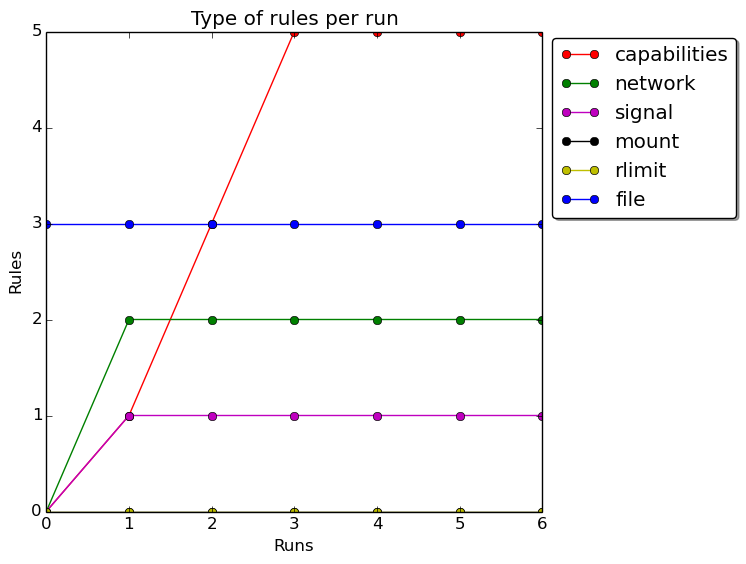 Type of rules per run
5
4
3
2
1
0
Rules
0 1 2 3 4 5 6
Runs
capabilities
network
signal
mount
rlimit
file